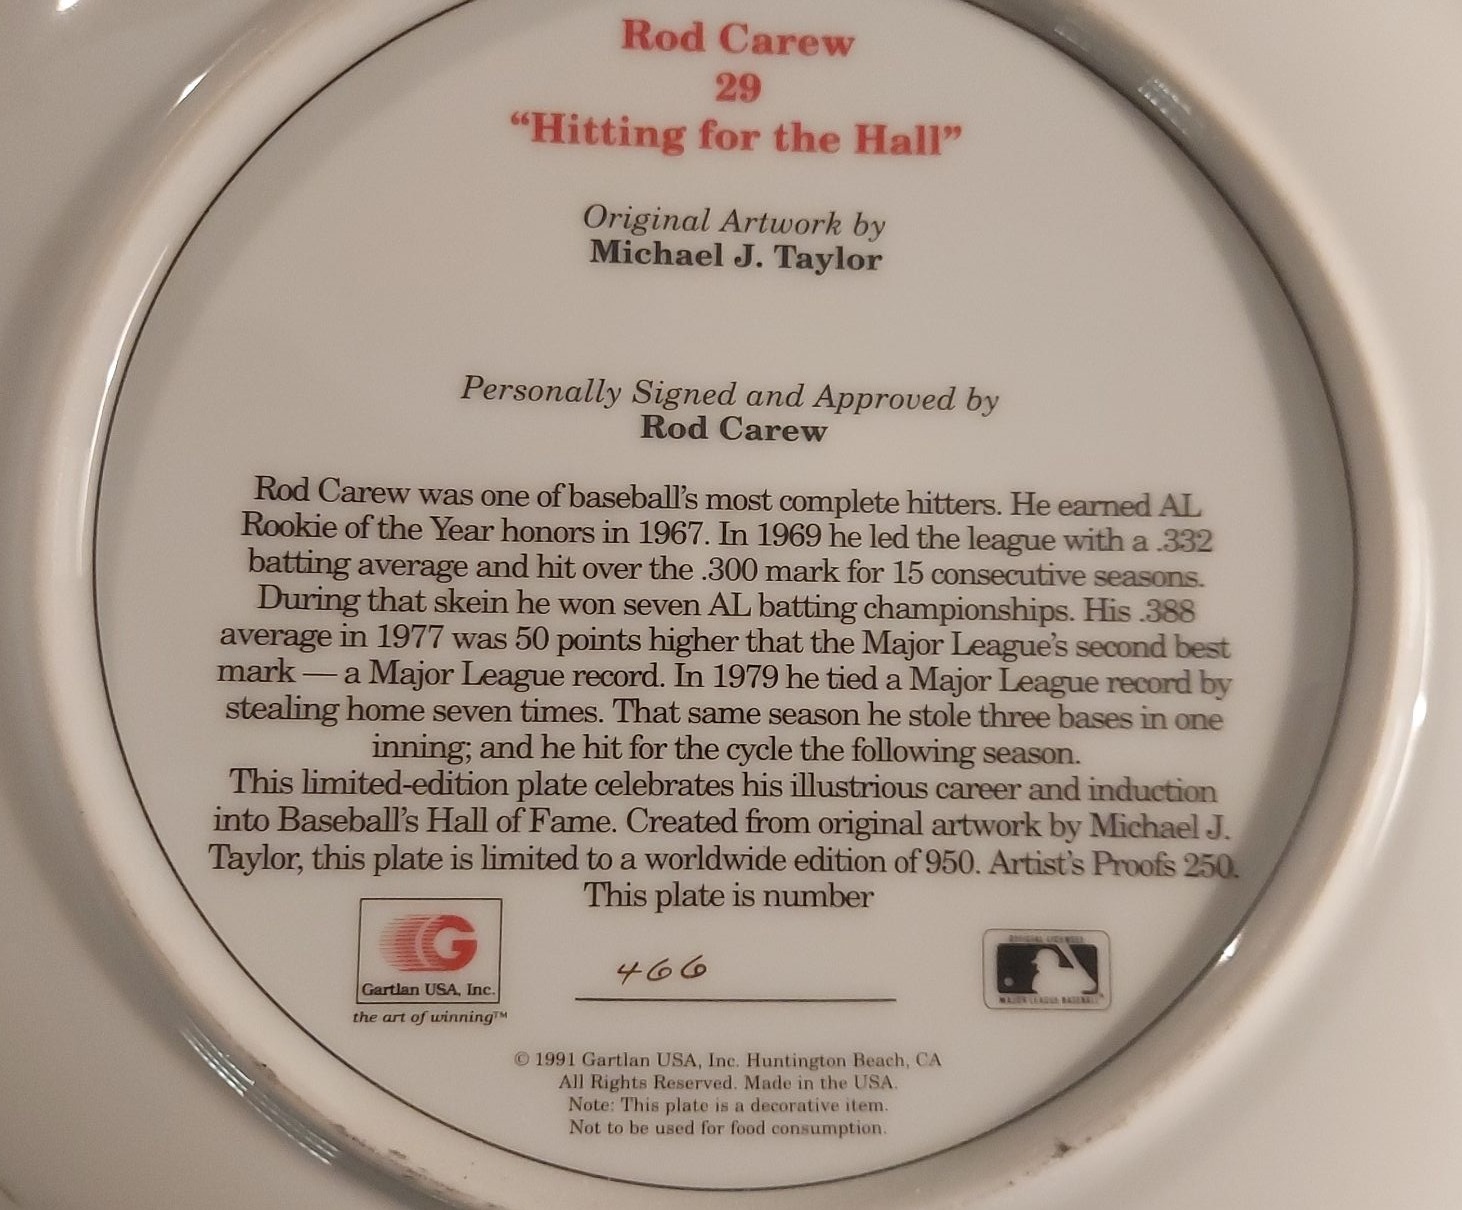 Rod Carew
29
“Hitting for the Hall”
Original Artwork by
Michael J. Taylor
Personally Signed and Approved by
Rod Carew
Rod Carew was one of baseball’s most complete hitters. He earned AL
Rookie of the Year honors in 1967. In 1969 he led the league with a .332
batting average and hit over the .300 mark for 15 consecutive seasons.
During that skein he won seven AL batting championships. His .388
average in 1977 was 50 points higher that the Major League’s second best
mark — a Major League record. In 1979 he tied a Major League record by
stealing home seven times. That same season he stole three bases in one
inning; and he hit for the cycle the following season.
This limited-edition plate celebrates his illustrious career and induction
into Baseball’s Hall of Fame. Created from original artwork by Michael J.
Taylor, this plate is limited to a worldwide edition of 950. Artist’s Proofs 250.
This plate is number
466
G
Gartlan USA, Inc.
the art of winning™
OFFICIAL LICENSEE
MAJOR LEAGUE BASEBALL
© 1991 Gartlan USA, Inc. Huntington Beach, CA
All Rights Reserved. Made in the USA.
Note: This plate is a decorative item.
Not to be used for food consumption.